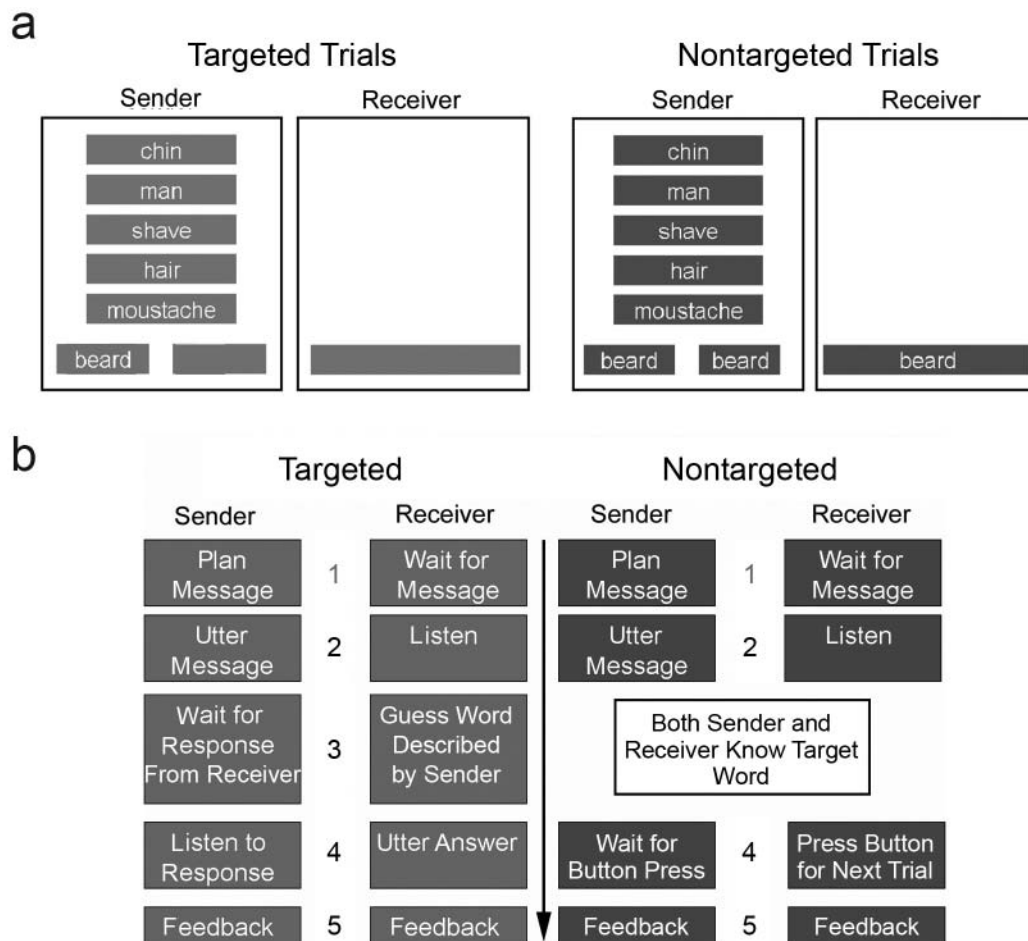 a
Targeted Trials
Nontargeted Trials
Sender
Receiver
Sender
Receiver
chin
man
shave
hair
moustache
beard
chin
man
shave
hair
moustache
beard
beard
beard
b
Targeted
Nontargeted
Sender
Receiver
Sender
Receiver
Plan
Message
1
Wait for
Message
Plan
Message
1
Wait for
Message
Utter
Message
2
Listen
Utter
Message
2
Listen
Wait for
Response
From Receiver
3
Guess Word
Described
by Sender
Both Sender and
Receiver Know Target
Word
Listen to
Response
4
Utter Answer
Wait for
Button Press
4
Press Button
for Next Trial
Feedback
5
Feedback
Feedback
5
Feedback